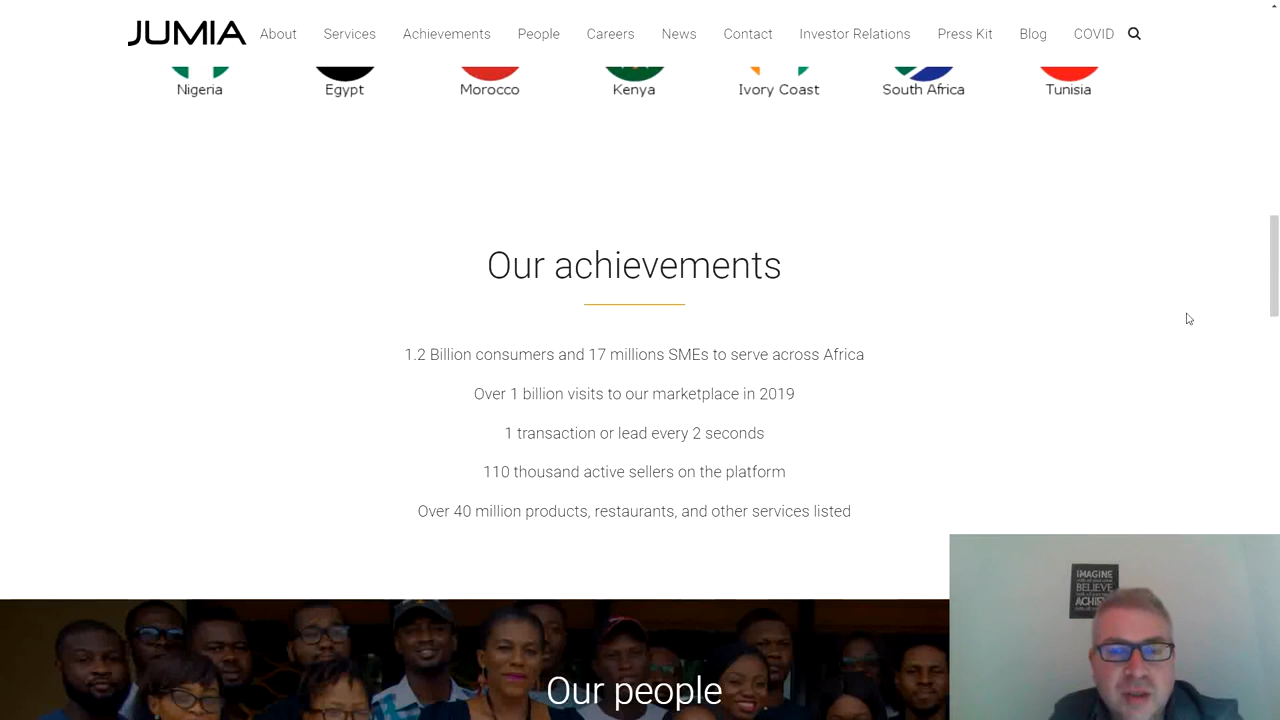 JUMIA About Services Achievements People Careers News Contact Investor Relations Press Kit Blog COVID
Nigeria Egypt Morocco Kenya Ivory Coast South Africa Tunisia
Our achievements
1.2 Billion consumers and 17 millions SMEs to serve across Africa
Over 1 billion visits to our marketplace in 2019
1 transaction or lead every 2 seconds
110 thousand active sellers on the platform
Over 40 million products, restaurants, and other services listed
Our people
IMAGINE
BELIEVE